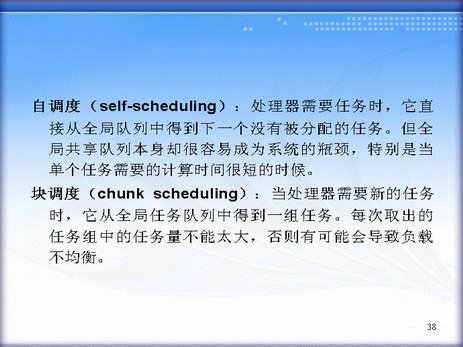 自调度（self-scheduling）：处理器需要任务时，它直
接从全局队列中得到下一个没有被分配的任务。但全
局共享队列本身却很容易成为系统的瓶颈，特别是当
单个任务需要的计算时间很短的时候。
块调度（chunk scheduling）：当处理器需要新的任务
时，它从全局任务队列中得到一组任务。每次取出的
任务组中的任务量不能太大，否则有可能会导致负载
不均衡。
38